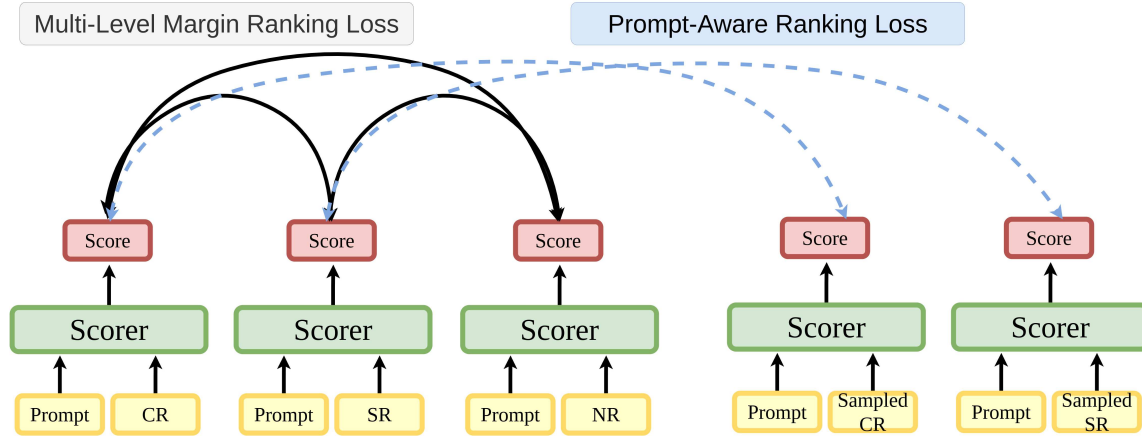 Multi-Level Margin Ranking Loss
Prompt-Aware Ranking Loss
Score
Score
Score
Score
Score
Scorer
Scorer
Scorer
Scorer
Scorer
Prompt
CR
Prompt
SR
Prompt
NR
Prompt
Sampled
CR
Prompt
Sampled
SR